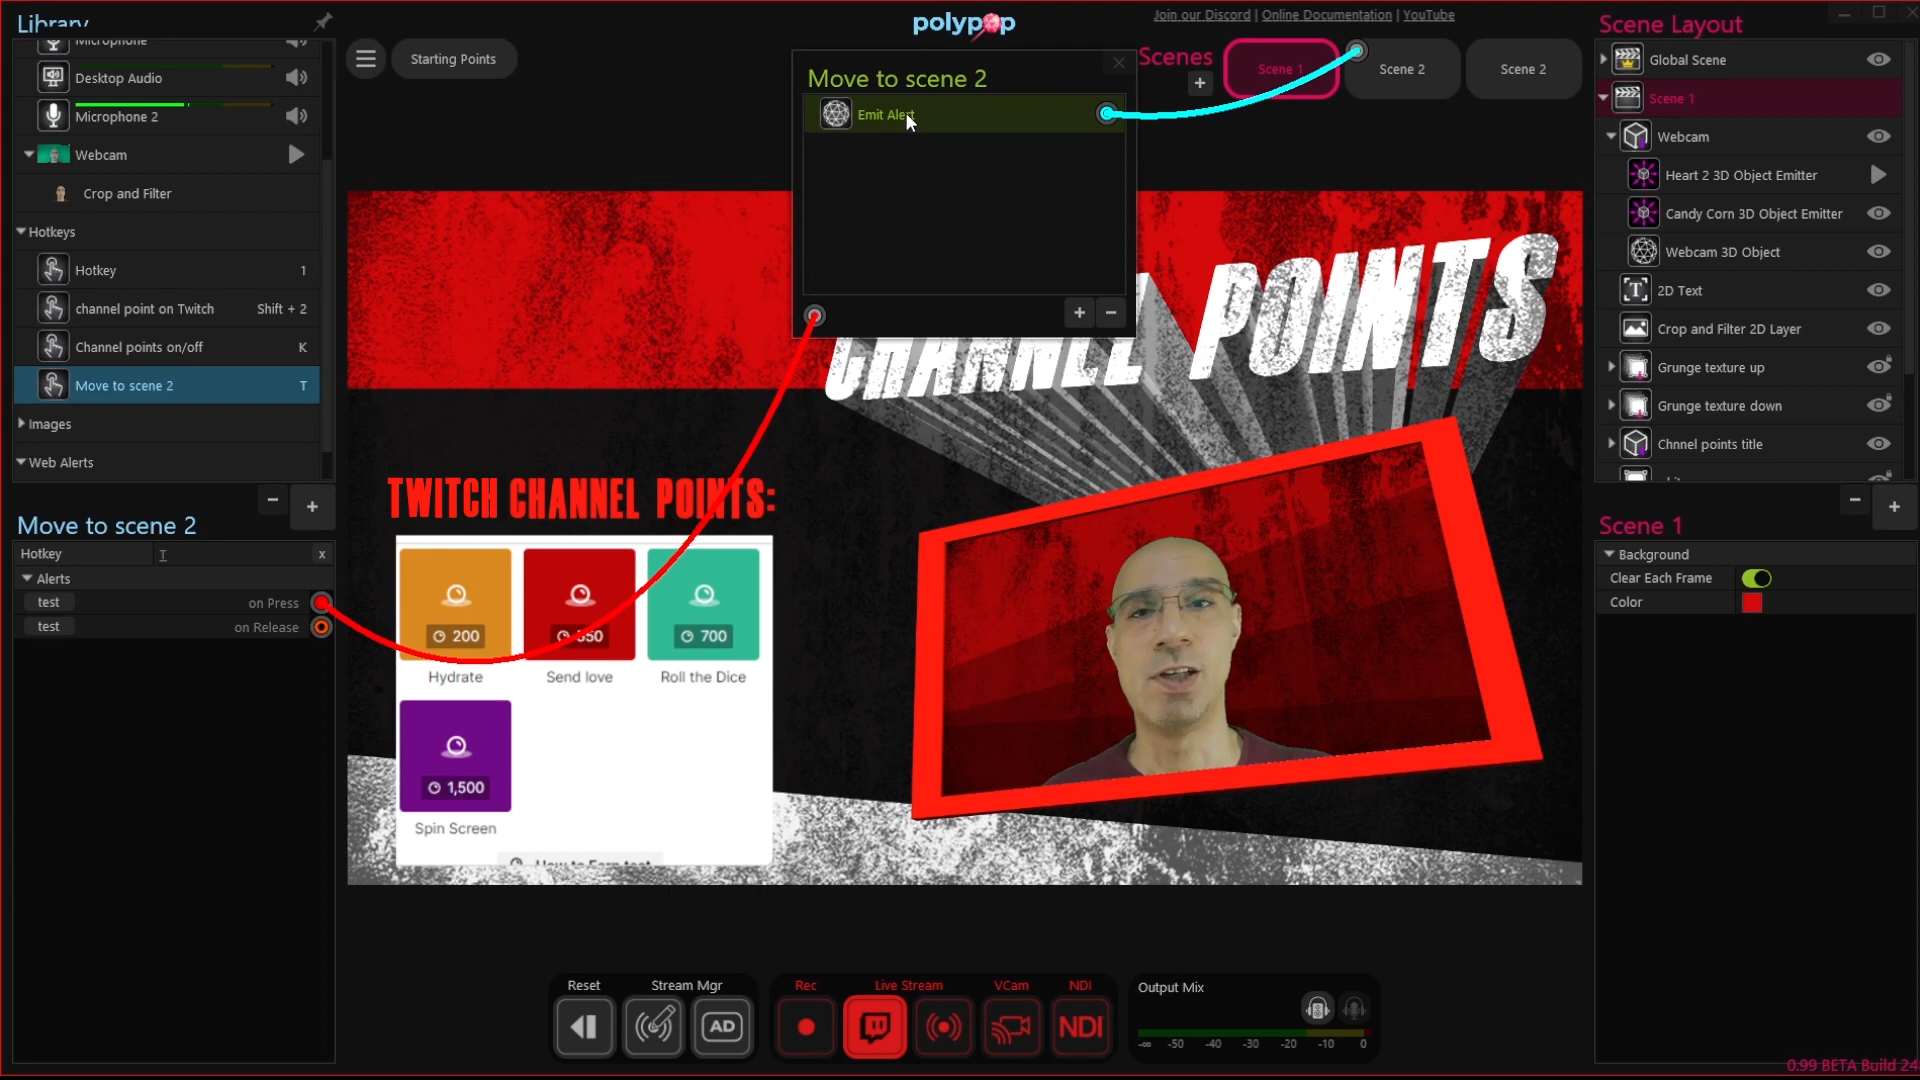 Library
Microphone
Desktop Audio
Microphone 2
Webcam
Crop and Filter
Hotkeys
Hotkey 1
channel point on Twitch Shift + 2
Channel points on/off K
Move to scene 2 T
Images
Web Alerts
- +
Move to scene 2
Hotkey T x
Alerts
test on Press
test on Release
Starting Points
polypop
Join our Discord | Online Documentation | YouTube
Move to scene 2
Emit Alert
+ -
Scenes
+
Scene 1
Scene 2
Scene 2
CHANNEL POINTS
TWITCH CHANNEL POINTS:
200
Hydrate
350
Send love
700
Roll the Dice
1,500
Spin Screen
Reset
Stream Mgr
AD
Rec
Live Stream
VCam
NDI
NDI
Output Mix
-∞ -50 -40 -30 -20 -10 0
Scene Layout
Global Scene
Scene 1
Webcam
Heart 2 3D Object Emitter
Candy Corn 3D Object Emitter
Webcam 3D Object
2D Text
Crop and Filter 2D Layer
Grunge texture up
Grunge texture down
Chnnel points title
- +
Scene 1
Background
Clear Each Frame
Color
0.99 BETA Build 24